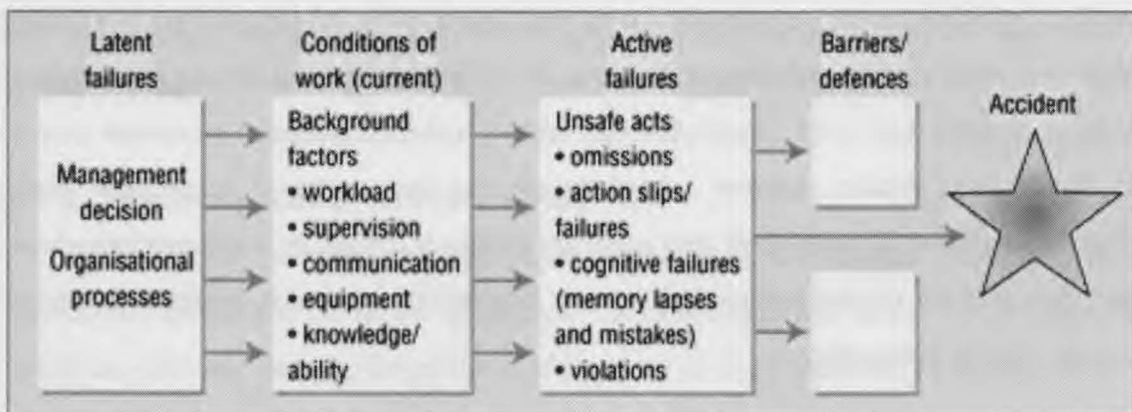 Latent
failures
Conditions of
work (current)
Active
failures
Barriers/
defences
Accident
Management
decision
Organisational
processes
Background
factors
• workload
• supervision
• communication
• equipment
• knowledge/
ability
Unsafe acts
• omissions
• action slips/
failures
• cognitive failures
(memory lapses
and mistakes)
• violations